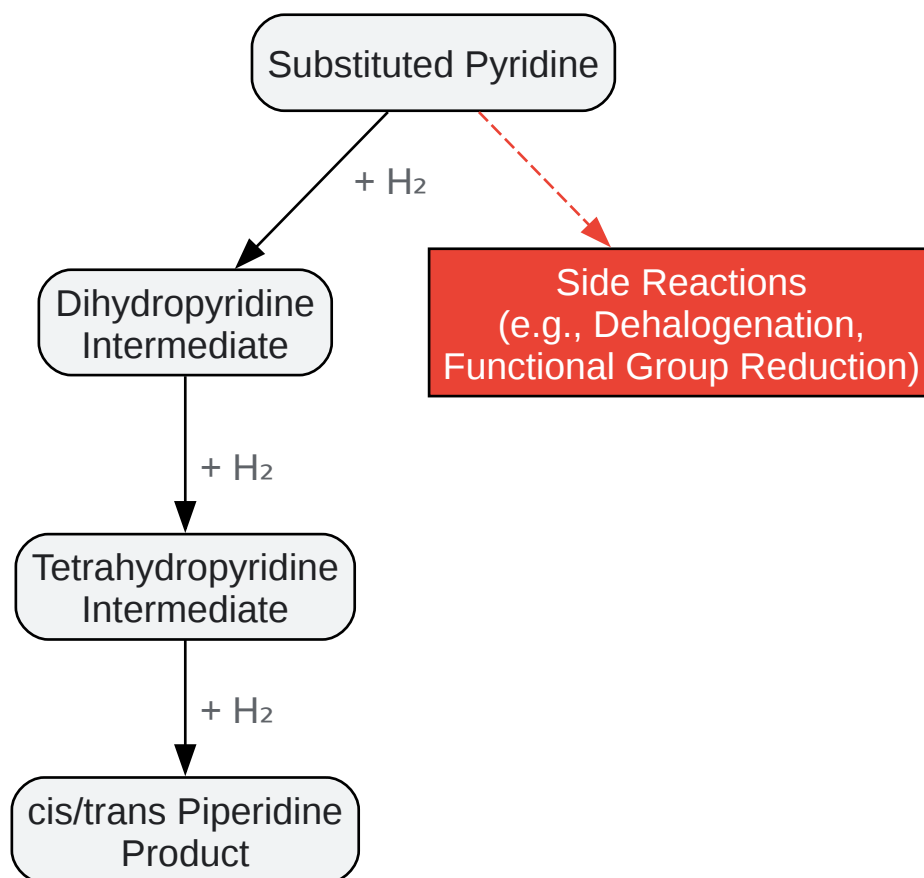 Substituted Pyridine
+ H₂
Dihydropyridine
Intermediate
Side Reactions
(e.g., Dehalogenation,
Functional Group Reduction)
+ H₂
Tetrahydropyridine
Intermediate
+ H₂
cis/trans Piperidine
Product